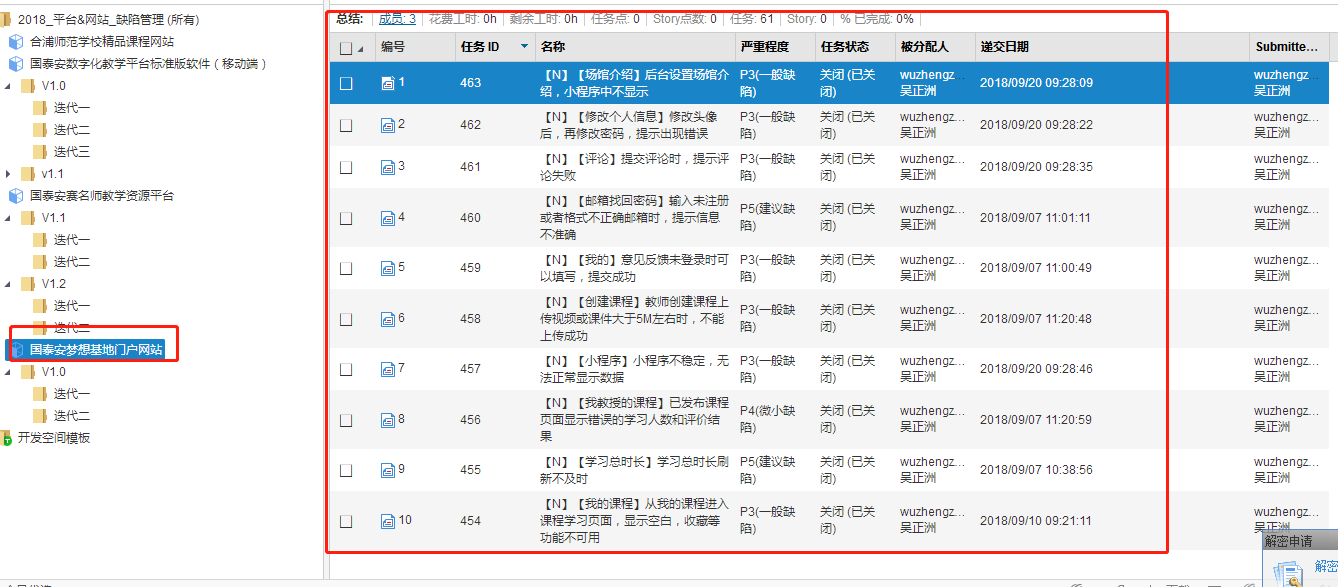 2018_平台&网站_缺陷管理 (所有)
合浦师范学校精品课程网站
国泰安数字化教学平台标准版软件（移动端）
V1.0
迭代一
迭代二
迭代三
v1.1
国泰安赛名师教学资源平台
V1.1
迭代一
迭代二
V1.2
迭代一
迭代二
国泰安梦想基地门户网站
V1.0
迭代一
迭代二
开发空间模板
总结: 成员: 3 花费工时: 0h 剩余工时: 0h 任务点: 0 Story点数: 0 任务: 61 Story: 0 % 已完成: 0%
编号 任务 ID 名称 严重程度 任务状态 被分配人 递交日期 Submitte...
1 463 【N】【场馆介绍】后台设置场馆介 P3(一般缺 关闭 (已关 wuzhengz... 2018/09/20 09:28:09 wuzhengz...
绍，小程序中不显示 陷) 闭) 吴正洲 吴正洲
2 462 【N】【修改个人信息】修改头像 P3(一般缺 关闭 (已关 wuzhengz... 2018/09/20 09:28:22 wuzhengz...
后，再修改密码，提示出现错误 陷) 闭) 吴正洲 吴正洲
3 461 【N】【评论】提交评论时，提示评 P3(一般缺 关闭 (已关 wuzhengz... 2018/09/20 09:28:35 wuzhengz...
论失败 陷) 闭) 吴正洲 吴正洲
4 460 【N】【邮箱找回密码】输入未注册 P5(建议缺 关闭 (已关 wuzhengz... 2018/09/07 11:01:11 wuzhengz...
或者格式不正确邮箱时，提示信息 陷) 闭) 吴正洲 吴正洲
不准确
5 459 【N】【我的】意见反馈未登录时可 P3(一般缺 关闭 (已关 wuzhengz... 2018/09/07 11:00:49 wuzhengz...
以填写，提交成功 陷) 闭) 吴正洲 吴正洲
6 458 【N】【创建课程】教师创建课程上 P3(一般缺 关闭 (已关 wuzhengz... 2018/09/07 11:20:48 wuzhengz...
传视频或课件大于5M左右时，不能 陷) 闭) 吴正洲 吴正洲
上传成功
7 457 【N】【小程序】小程序不稳定，无 P3(一般缺 关闭 (已关 wuzhengz... 2018/09/20 09:28:46 wuzhengz...
法正常显示数据 陷) 闭) 吴正洲 吴正洲
8 456 【N】【我教授的课程】已发布课程 P4(微小缺 关闭 (已关 wuzhengz... 2018/09/07 11:20:59 wuzhengz...
页面显示错误的学习人数和评价结 陷) 闭) 吴正洲 吴正洲
果
9 455 【N】【学习总时长】学习总时长刷 P5(建议缺 关闭 (已关 wuzhengz... 2018/09/07 10:38:56 wuzhengz...
新不及时 陷) 闭) 吴正洲 吴正洲
10 454 【N】【我的课程】从我的课程进入 P3(一般缺 关闭 (已关 wuzhengz... 2018/09/10 09:21:11 wuzhengz...
课程学习页面，显示空白，收藏等 陷) 闭) 吴正洲 吴正洲
功能不可用
解密申请
解密